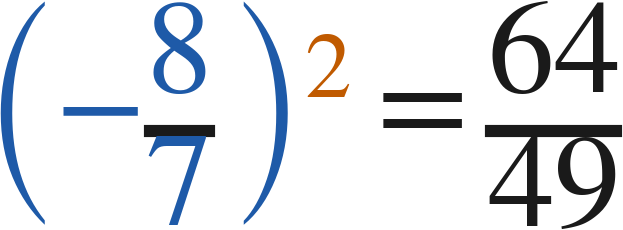 (−8/7)² = 64/49